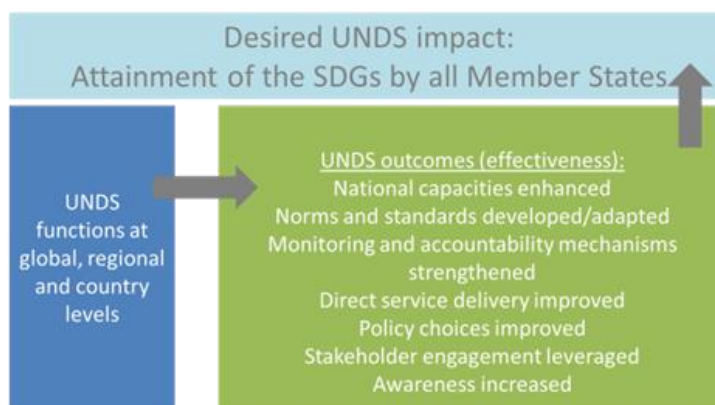 Desired UNDS impact:
Attainment of the SDGs by all Member States
UNDS
functions at
global, regional
and country
levels
UNDS outcomes (effectiveness):
National capacities enhanced
Norms and standards developed/adapted
Monitoring and accountability mechanisms
strengthened
Direct service delivery improved
Policy choices improved
Stakeholder engagement leveraged
Awareness increased